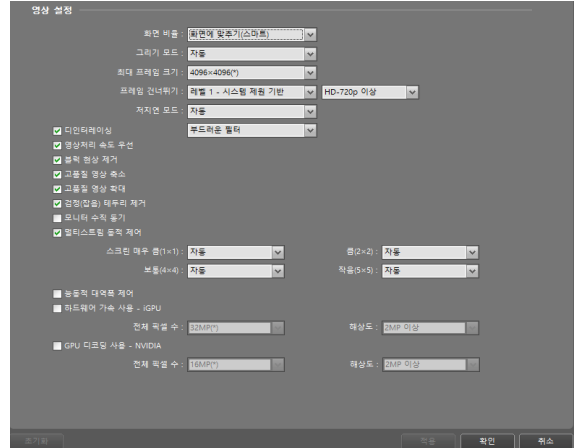 영상 설정
화면 비율 : 화면에 맞추기(스마트)
그리기 모드 : 자동
최대 프레임 크기 : 4096×4096(*)
프레임 건너뛰기 : 레벨 1 - 시스템 제원 기반 HD-720p 이상
저지연 모드 : 자동
디인터레이싱 부드러운 필터
영상처리 속도 우선
블럭 현상 제거
고품질 영상 축소
고품질 영상 확대
검정(잡음) 테두리 제거
모니터 수직 동기
멀티스트림 동적 제어
스크린 매우 큼(1×1) : 자동 큼(2×2) : 자동
보통(4×4) : 자동 작음(5×5) : 자동
능동적 대역폭 제어
하드웨어 가속 사용 - iGPU
전체 픽셀 수 : 32MP(*) 해상도 : 2MP 이상
GPU 디코딩 사용 - NVIDIA
전체 픽셀 수 : 16MP(*) 해상도 : 2MP 이상
초기화 적용 확인 취소